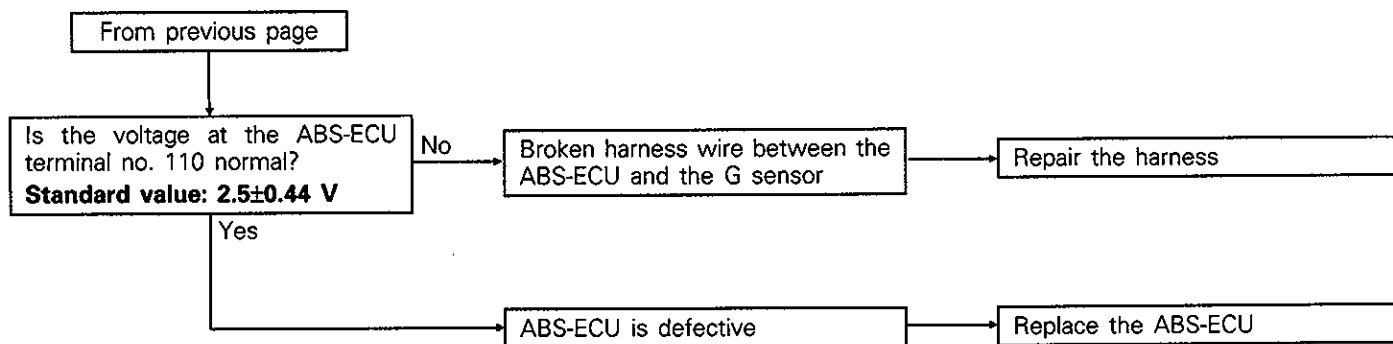 From previous page
Is the voltage at the ABS-ECU
terminal no. 110 normal?
Standard value: 2.5±0.44 V
No
Broken harness wire between the
ABS-ECU and the G sensor
Repair the harness
Yes
ABS-ECU is defective
Replace the ABS-ECU